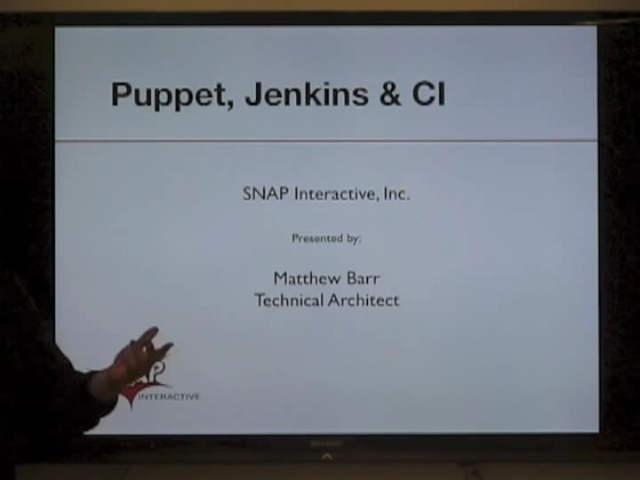 Puppet, Jenkins & CI
SNAP Interactive, Inc.
Presented by:
Matthew Barr
Technical Architect
INTERACTIVE